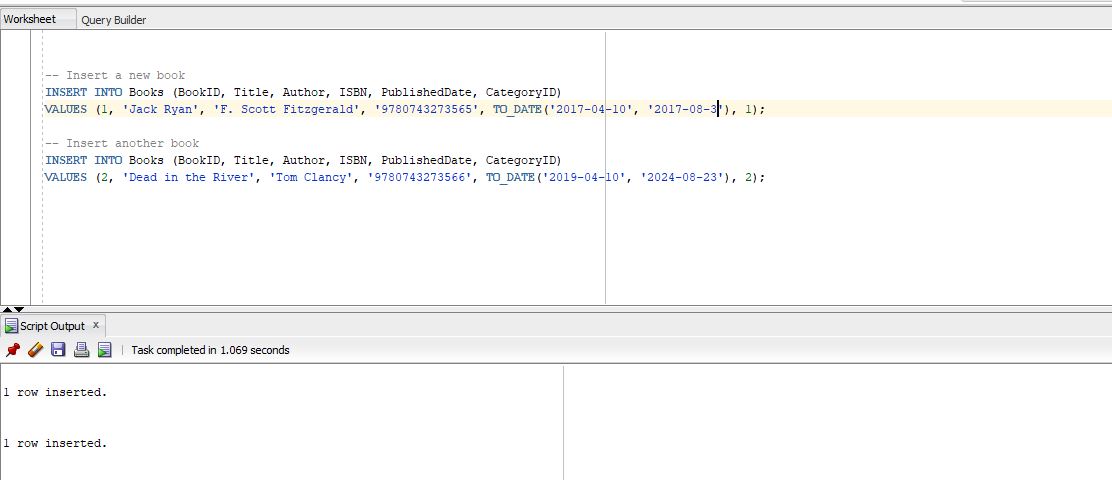 Worksheet Query Builder
-- Insert a new book
INSERT INTO Books (BookID, Title, Author, ISBN, PublishedDate, CategoryID)
VALUES (1, 'Jack Ryan', 'F. Scott Fitzgerald', '9780743273565', TO_DATE('2017-04-10', '2017-08-3'), 1);
-- Insert another book
INSERT INTO Books (BookID, Title, Author, ISBN, PublishedDate, CategoryID)
VALUES (2, 'Dead in the River', 'Tom Clancy', '9780743273566', TO_DATE('2019-04-10', '2024-08-23'), 2);
Script Output x
Task completed in 1.069 seconds
1 row inserted.
1 row inserted.